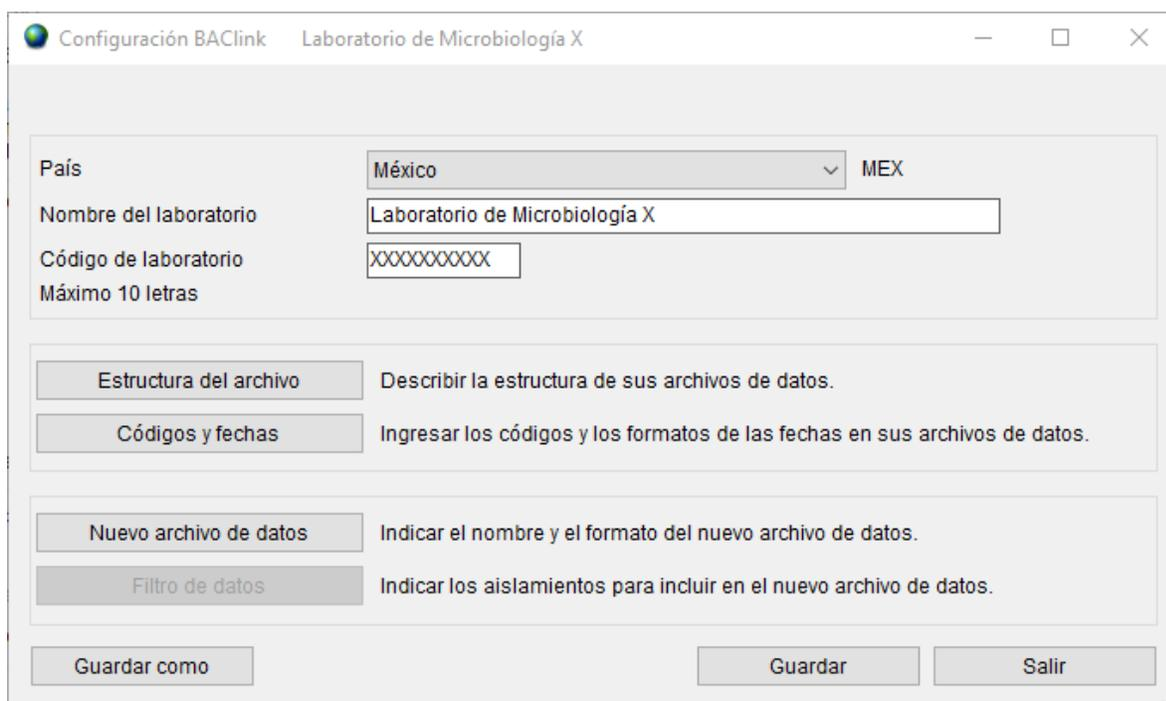 Configuración BAClink Laboratorio de Microbiología X
País México MEX
Nombre del laboratorio Laboratorio de Microbiología X
Código de laboratorio XXXXXXXXXX
Máximo 10 letras
Estructura del archivo Describir la estructura de sus archivos de datos.
Códigos y fechas Ingresar los códigos y los formatos de las fechas en sus archivos de datos.
Nuevo archivo de datos Indicar el nombre y el formato del nuevo archivo de datos.
Filtro de datos Indicar los aislamientos para incluir en el nuevo archivo de datos.
Guardar como Guardar Salir